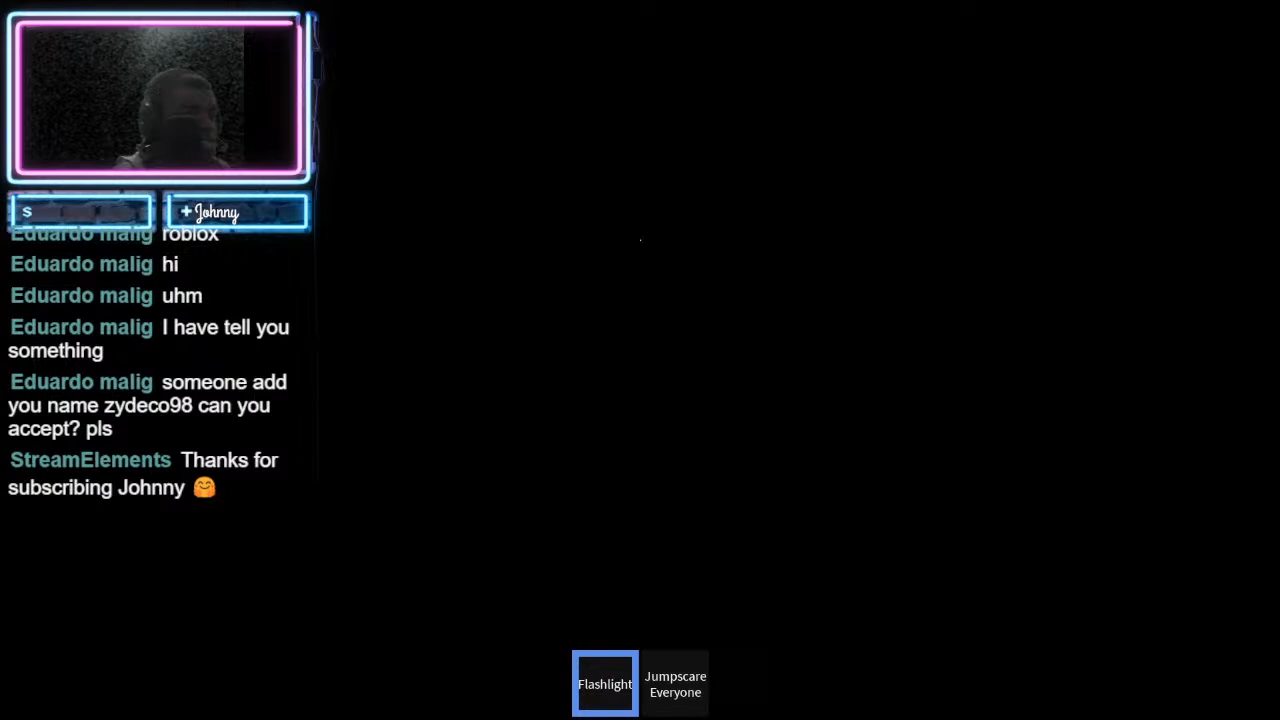 s
+ Johnny
Eduardo malig roblox
Eduardo malig hi
Eduardo malig uhm
Eduardo malig I have tell you
something
Eduardo malig someone add
you name zydeco98 can you
accept? pls
StreamElements Thanks for
subscribing Johnny 🤗
Flashlight
Jumpscare
Everyone